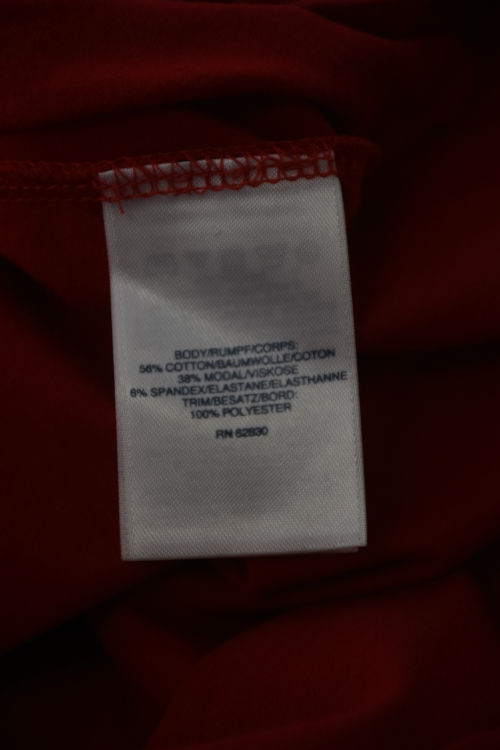 BODY/RUMPF/CORPS:
56% COTTON/BAUMWOLLE/COTON
38% MODAL/VISKOSE
6% SPANDEX/ELASTANE/ELASTHANNE
TRIM/BESATZ/BORD:
100% POLYESTER
RN 62830